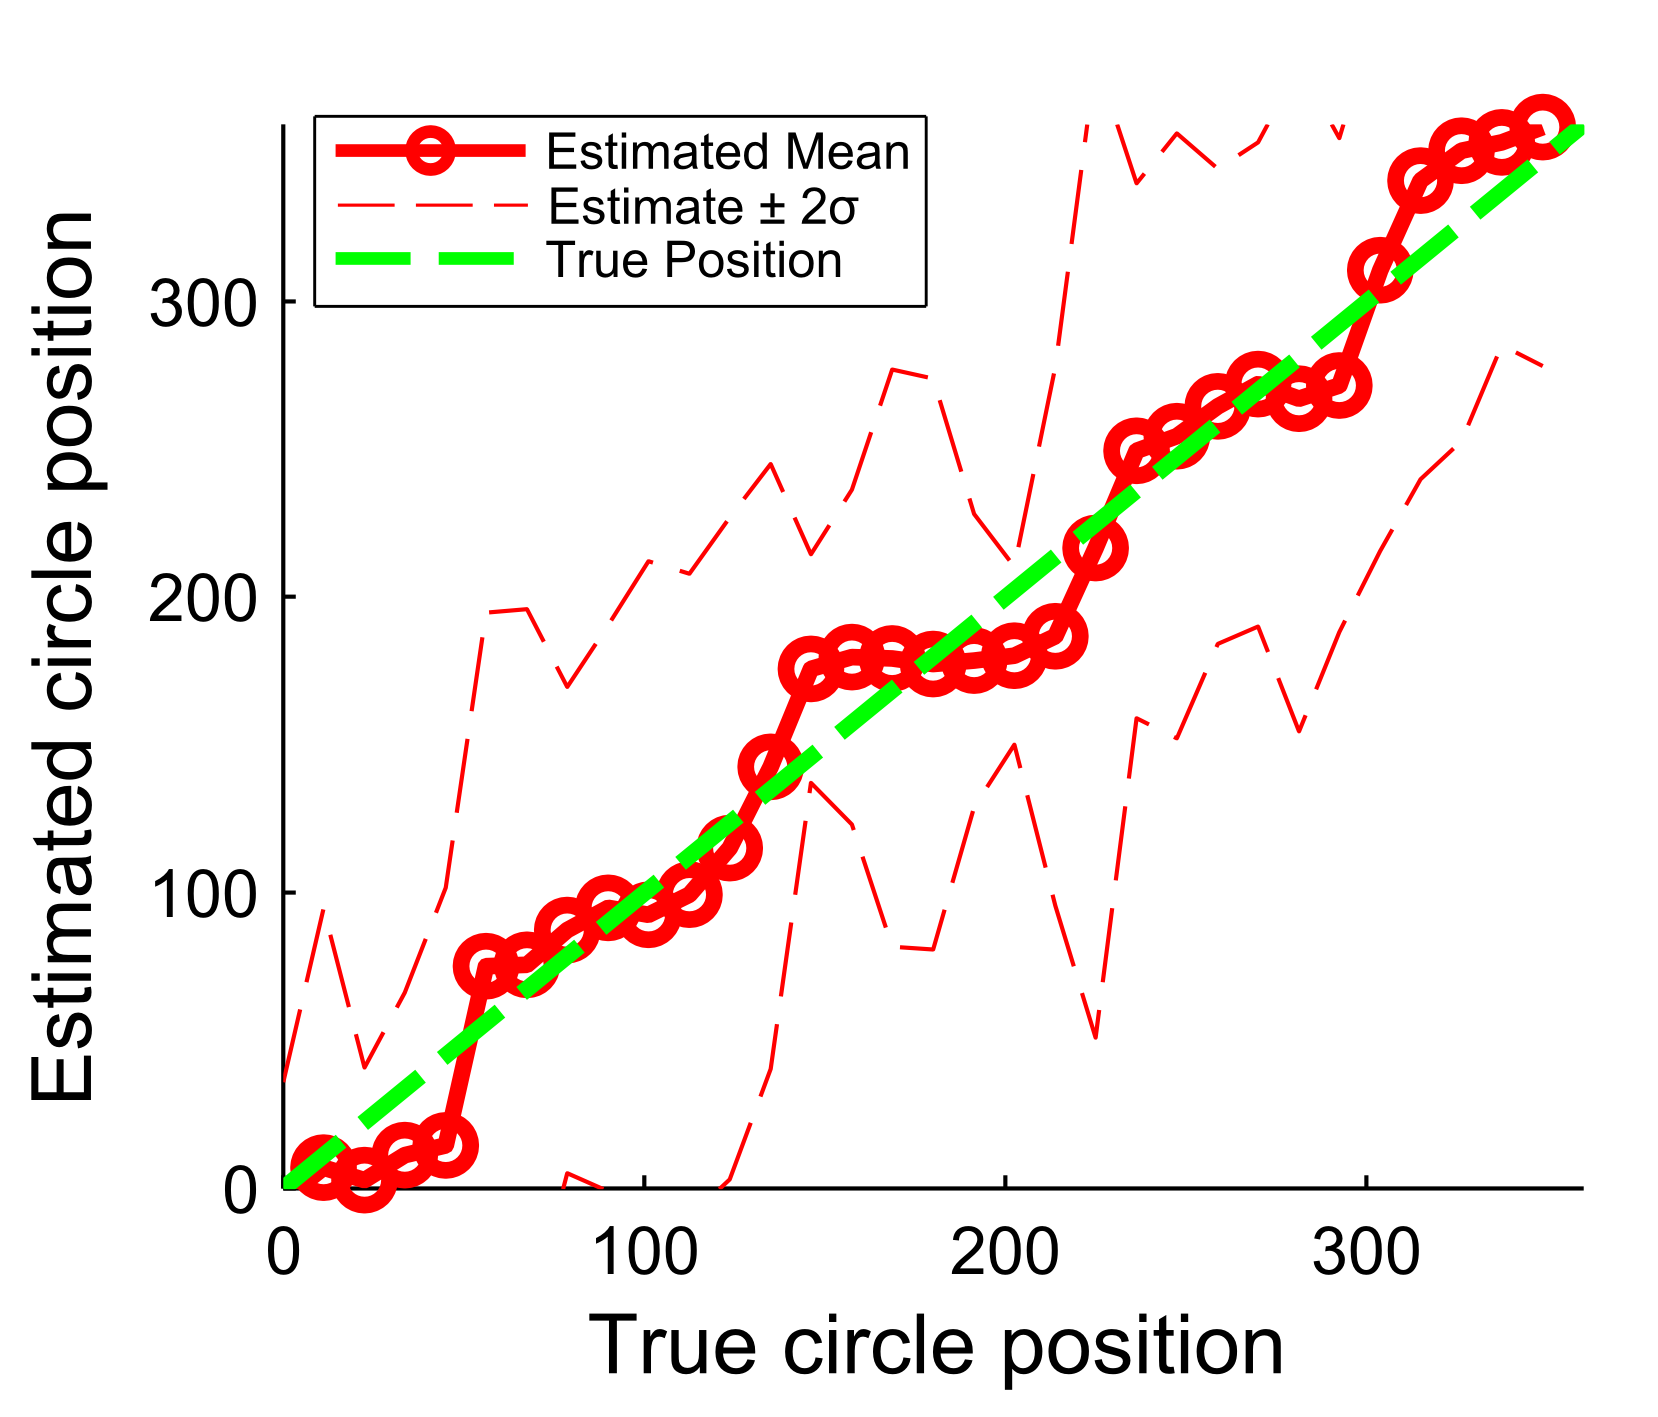 Estimated Mean
Estimate ± 2σ
True Position
Estimated circle position
300
200
100
0
0 100 200 300
True circle position